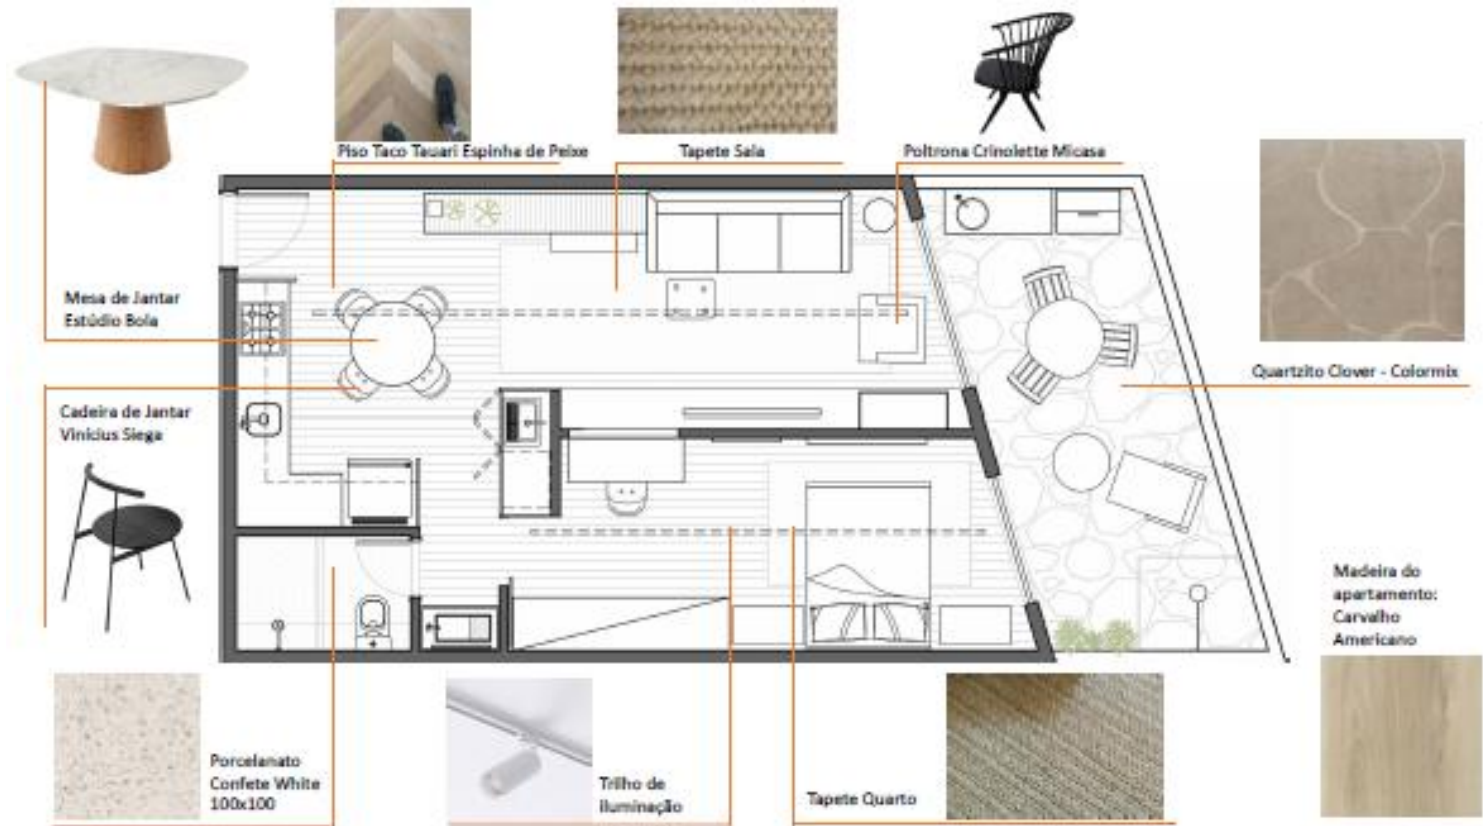 Piso Taco Tauari Espinha de Peixe
Tapete Sala
Poltrona Crinolette Micasa
Mesa de Jantar
Estúdio Bola
Quartzito Clover - Colormix
Cadeira de Jantar
Vinicius Siega
Madeira do
apartamento:
Carvalho
Americano
Porcelanato
Confete White
100x100
Trilho de
iluminação
Tapete Quarto